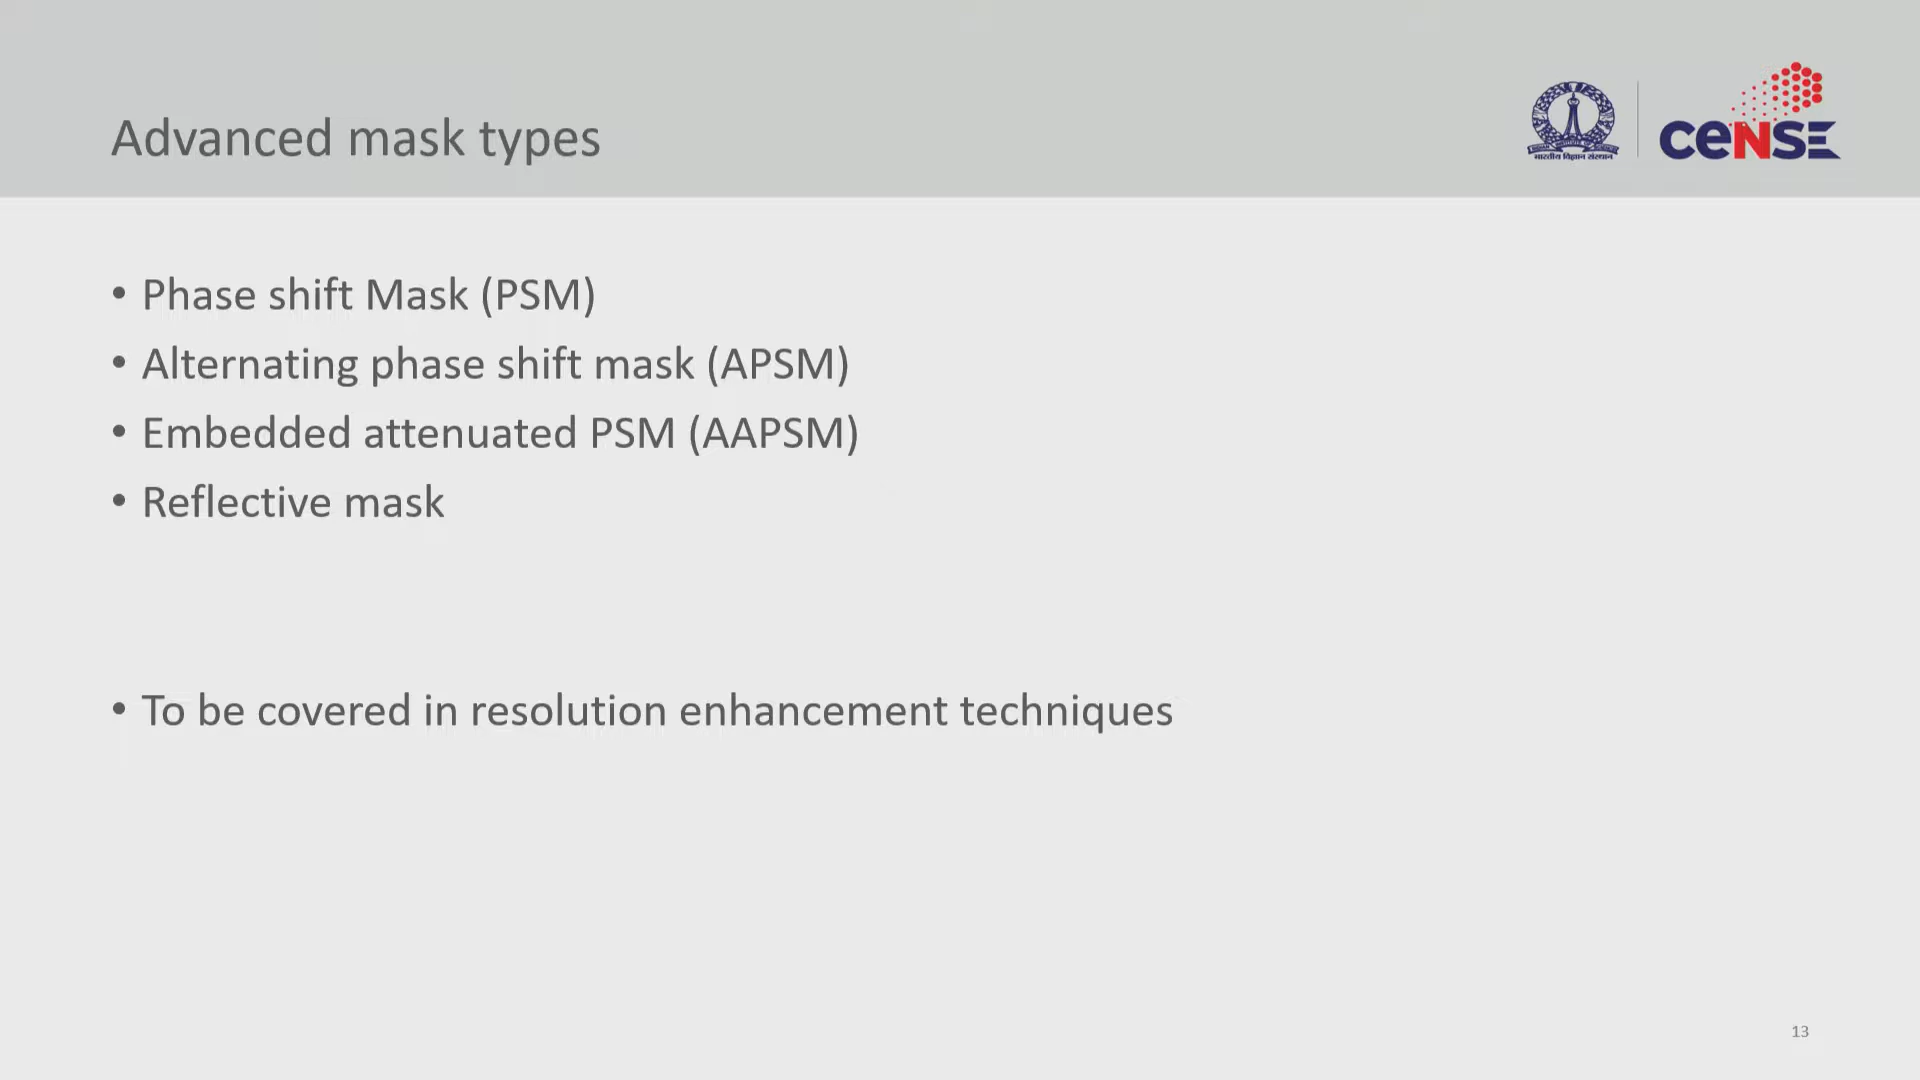 Advanced mask types
भारतीय विज्ञान संस्थान
ceNSE
• Phase shift Mask (PSM)
• Alternating phase shift mask (APSM)
• Embedded attenuated PSM (AAPSM)
• Reflective mask
• To be covered in resolution enhancement techniques
13